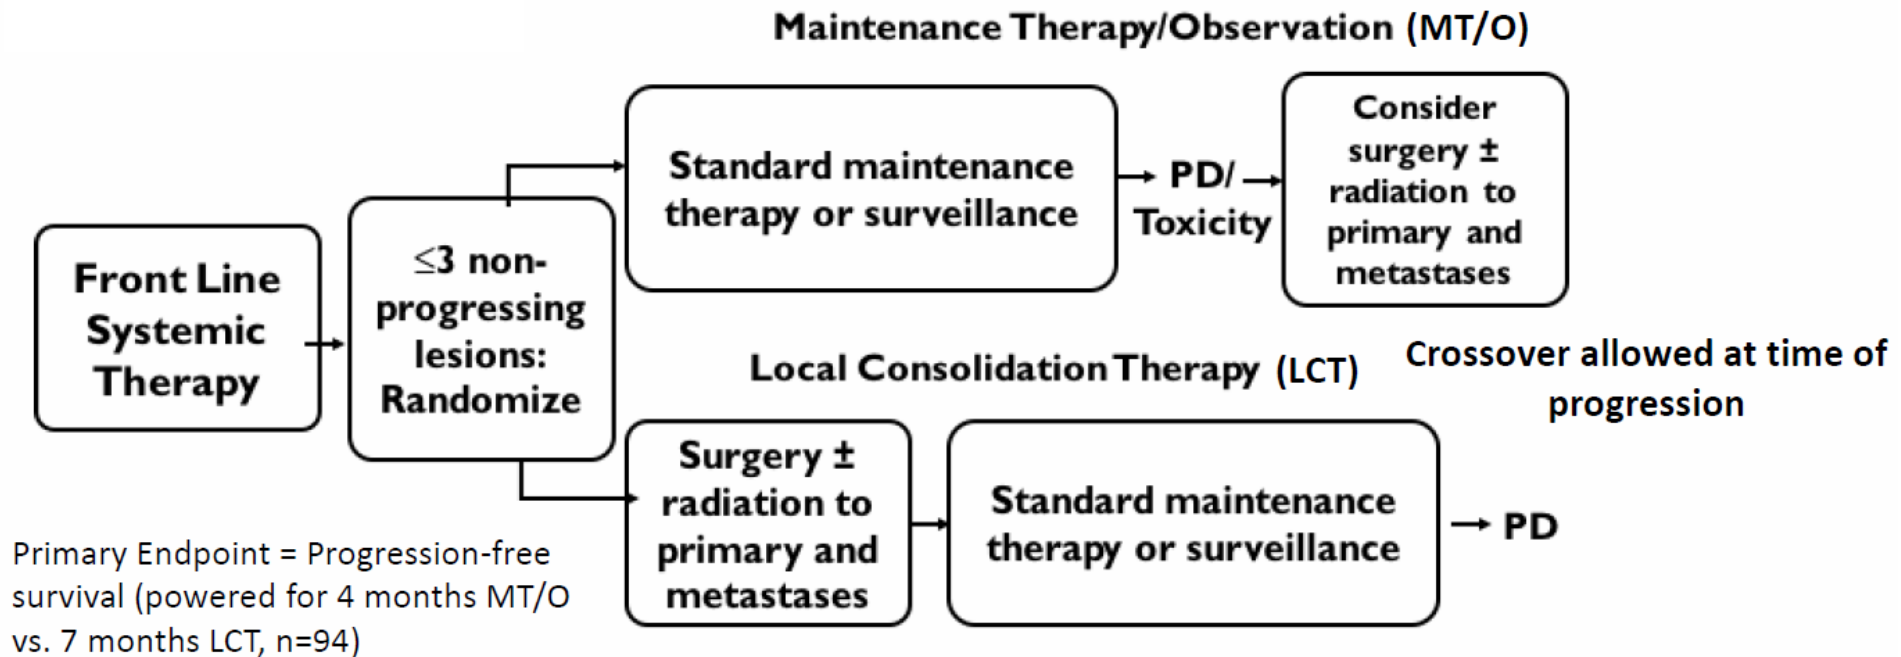 Maintenance Therapy/Observation (MT/O)
Front Line
Systemic
Therapy
≤3 non-
progressing
lesions:
Randomize
Standard maintenance
therapy or surveillance
PD/
Toxicity
Consider
surgery ±
radiation to
primary and
metastases
Local Consolidation Therapy (LCT)
Crossover allowed at time of
progression
Surgery ±
radiation to
primary and
metastases
Standard maintenance
therapy or surveillance
PD
Primary Endpoint = Progression-free
survival (powered for 4 months MT/O
vs. 7 months LCT, n=94)